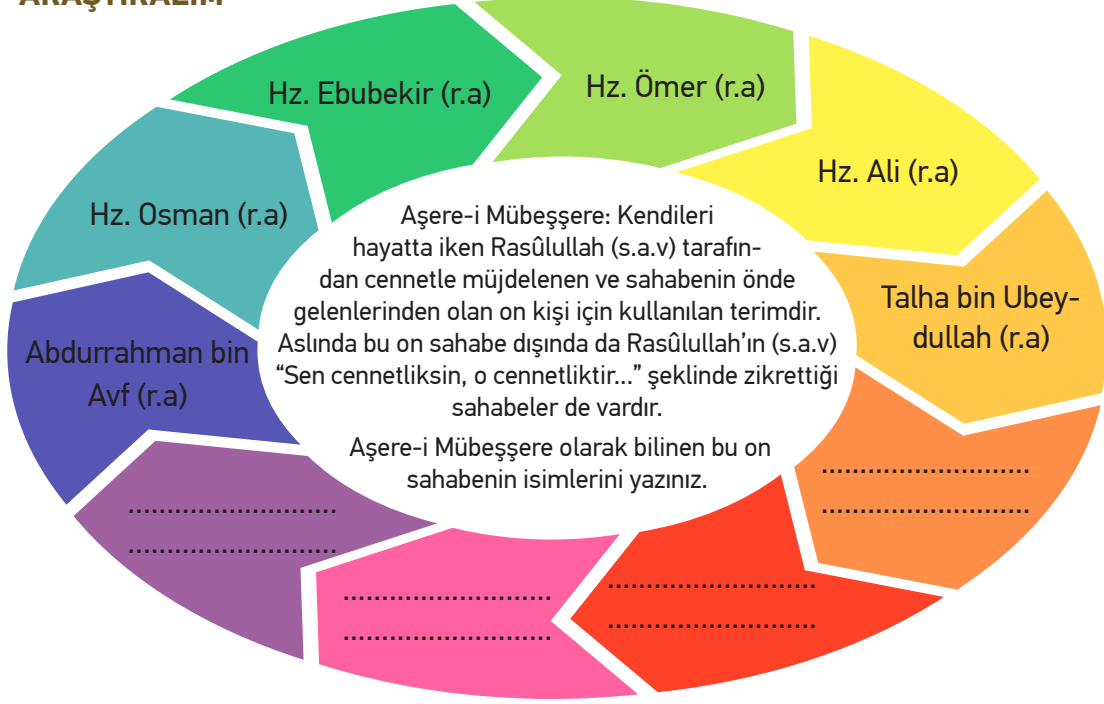 ARAŞTIRALIM
Hz. Ebubekir (r.a)
Hz. Ömer (r.a)
Hz. Ali (r.a)
Talha bin Ubey-
dullah (r.a)
..........................
..........................
..........................
..........................
..........................
..........................
..........................
..........................
Abdurrahman bin
Avf (r.a)
Hz. Osman (r.a)
Aşere-i Mübeşşere: Kendileri
hayatta iken Rasûlullah (s.a.v) tarafın-
dan cennetle müjdelenen ve sahabenin önde
gelenlerinden olan on kişi için kullanılan terimdir.
Aslında bu on sahabe dışında da Rasûlullah’ın (s.a.v)
“Sen cennetliksin, o cennetliktir...” şeklinde zikrettiği
sahabeler de vardır.
Aşere-i Mübeşşere olarak bilinen bu on
sahabenin isimlerini yazınız.